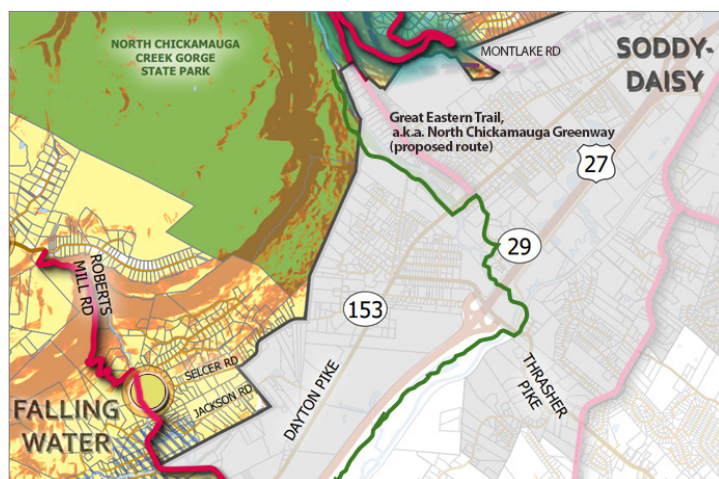 NORTH CHICKAMAUGA
CREEK GORGE
STATE PARK
MONTLAKE RD
SODDY-
DAISY
Great Eastern Trail,
a.k.a. North Chickamauga Greenway
(proposed route)
27
29
ROBERTS
MILL RD
153
SELCER RD
JACKSON RD
DAYTON PIKE
THRASHER
PIKE
FALLING
WATER